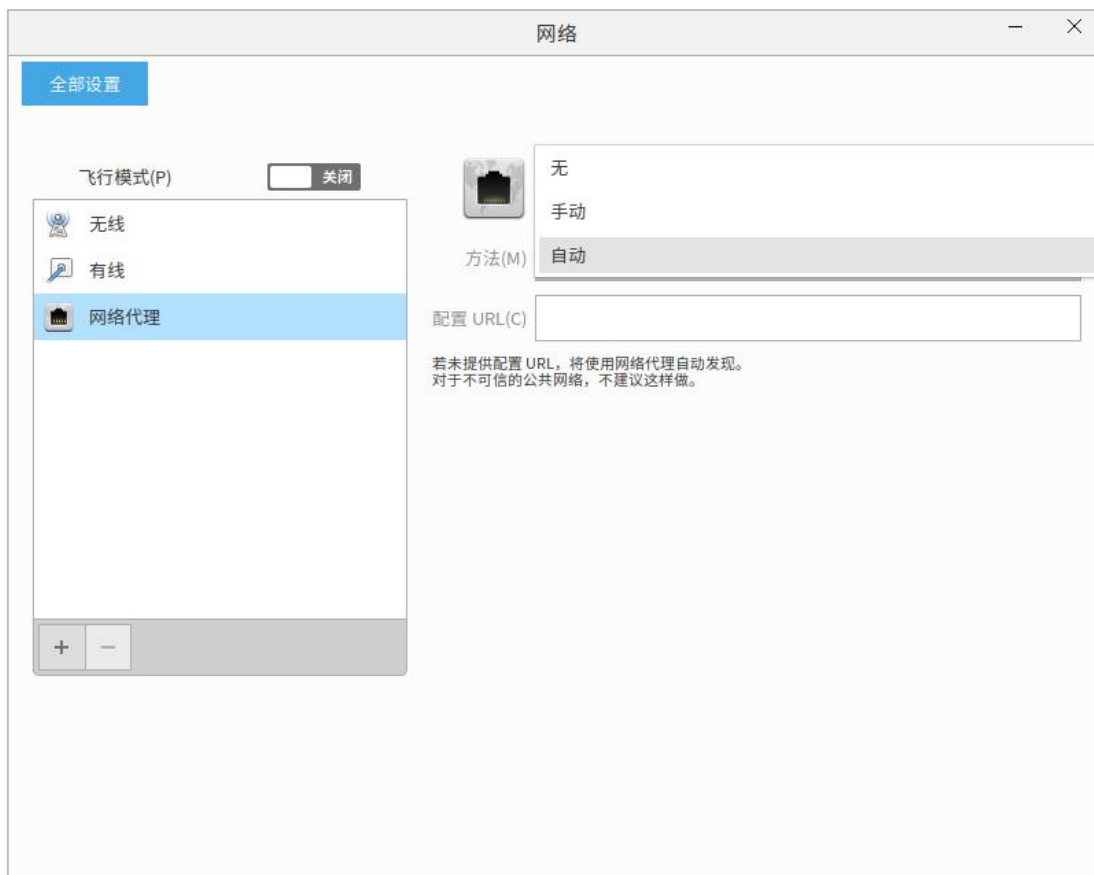 网络
全部设置
飞行模式(P)
关闭
无线
有线
网络代理
无
手动
方法(M)
自动
配置 URL(C)
若未提供配置 URL，将使用网络代理自动发现。
对于不可信的公共网络，不建议这样做。